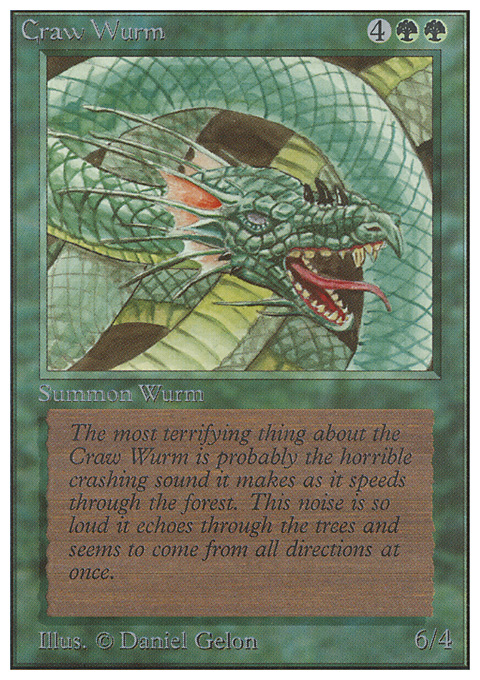 Craw Wurm 4
Summon Wurm
The most terrifying thing about the
Craw Wurm is probably the horrible
crashing sound it makes as it speeds
through the forest. This noise is so
loud it echoes through the trees and
seems to come from all directions at
once.
Illus. © Daniel Gelon 6/4